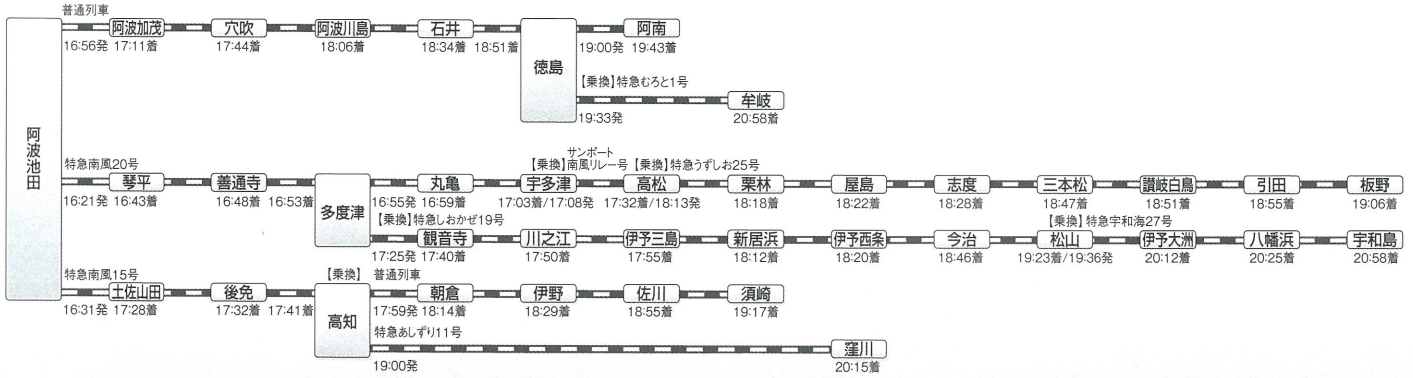 普通列車
阿波池田
16:56発
阿波加茂
17:11着
穴吹
17:44着
阿波川島
18:06着
石井
18:34着
18:51着
徳島
19:00発
阿南
19:43着
【乗換】特急むろと1号
19:33発
牟岐
20:58着
特急南風20号
16:21発
琴平
16:43着
善通寺
16:48着
16:53着
多度津
16:55発
丸亀
16:59着
サンポート
【乗換】南風リレー号
宇多津
17:03着/17:08発
【乗換】特急うずしお25号
高松
17:32着/18:13発
栗林
18:18着
屋島
18:22着
志度
18:28着
三本松
18:47着
讃岐白鳥
18:51着
引田
18:55着
板野
19:06着
【乗換】特急しおかぜ19号
17:25発
観音寺
17:40着
川之江
17:50着
伊予三島
17:55着
新居浜
18:12着
伊予西条
18:20着
今治
18:46着
【乗換】特急宇和海27号
松山
19:23着/19:36発
伊予大洲
20:12着
八幡浜
20:25着
宇和島
20:58着
特急南風15号
16:31発
土佐山田
17:28着
後免
17:32着
17:41着
高知
【乗換】 普通列車
17:59発
朝倉
18:14着
伊野
18:29着
佐川
18:55着
須崎
19:17着
特急あしずり11号
19:00発
窪川
20:15着